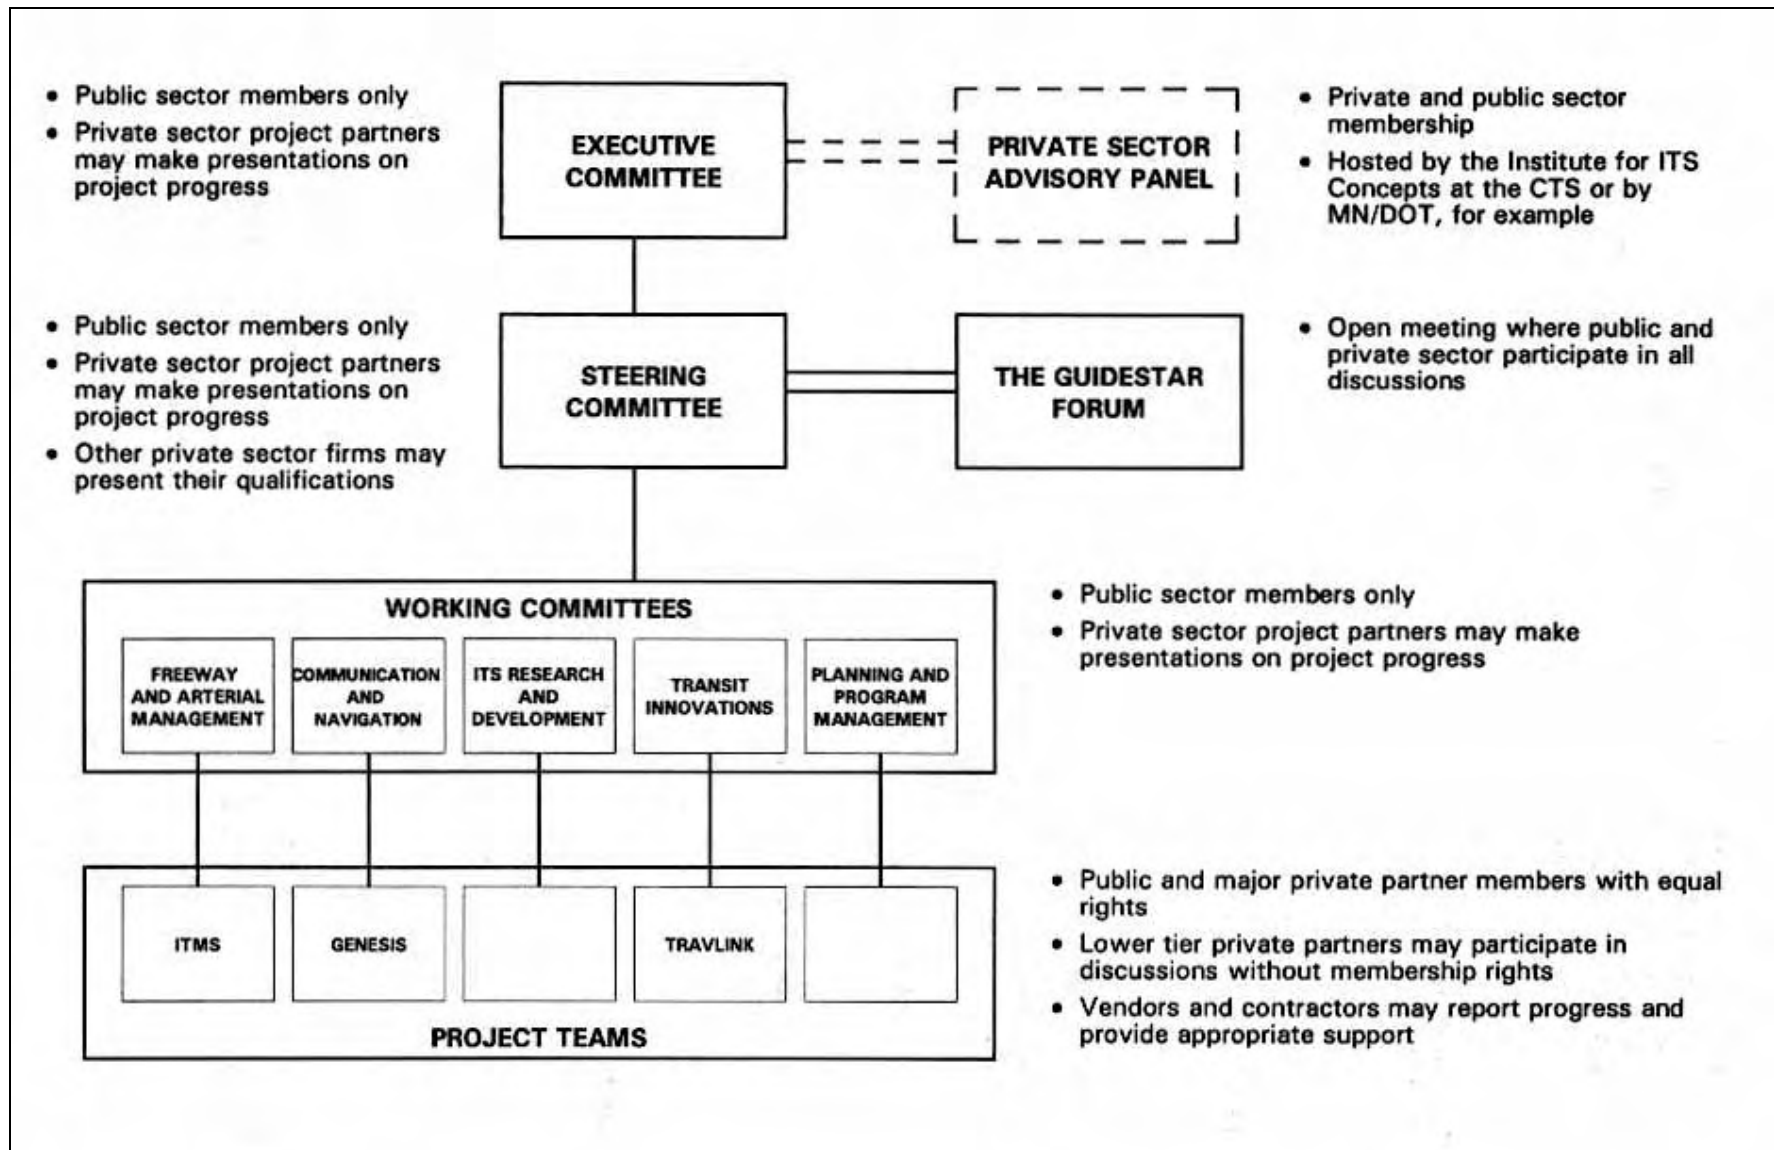 • Public sector members only
• Private sector project partners
may make presentations on
project progress
EXECUTIVE
COMMITTEE
PRIVATE SECTOR
ADVISORY PANEL
• Private and public sector
membership
• Hosted by the Institute for ITS
Concepts at the CTS or by
MN/DOT, for example
• Public sector members only
• Private sector project partners
may make presentations on
project progress
• Other private sector firms may
present their qualifications
STEERING
COMMITTEE
THE GUIDESTAR
FORUM
• Open meeting where public and
private sector participate in all
discussions
WORKING COMMITTEES
FREEWAY
AND ARTERIAL
MANAGEMENT
COMMUNICATION
AND
NAVIGATION
ITS RESEARCH
AND
DEVELOPMENT
TRANSIT
INNOVATIONS
PLANNING AND
PROGRAM
MANAGEMENT
• Public sector members only
• Private sector project partners may make
presentations on project progress
ITMS
GENESIS
TRAVLINK
PROJECT TEAMS
• Public and major private partner members with equal
rights
• Lower tier private partners may participate in
discussions without membership rights
• Vendors and contractors may report progress and
provide appropriate support